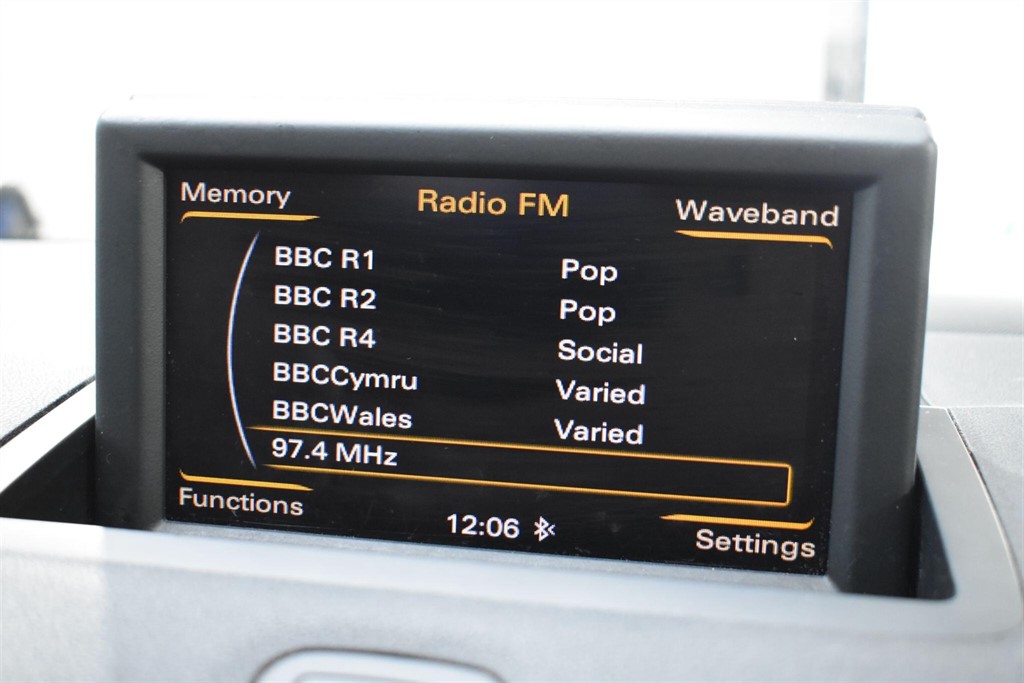 Memory Radio FM Waveband
BBC R1 Pop
BBC R2 Pop
BBC R4 Social
BBCCymru Varied
BBCWales Varied
97.4 MHz
Functions 12:06 Settings